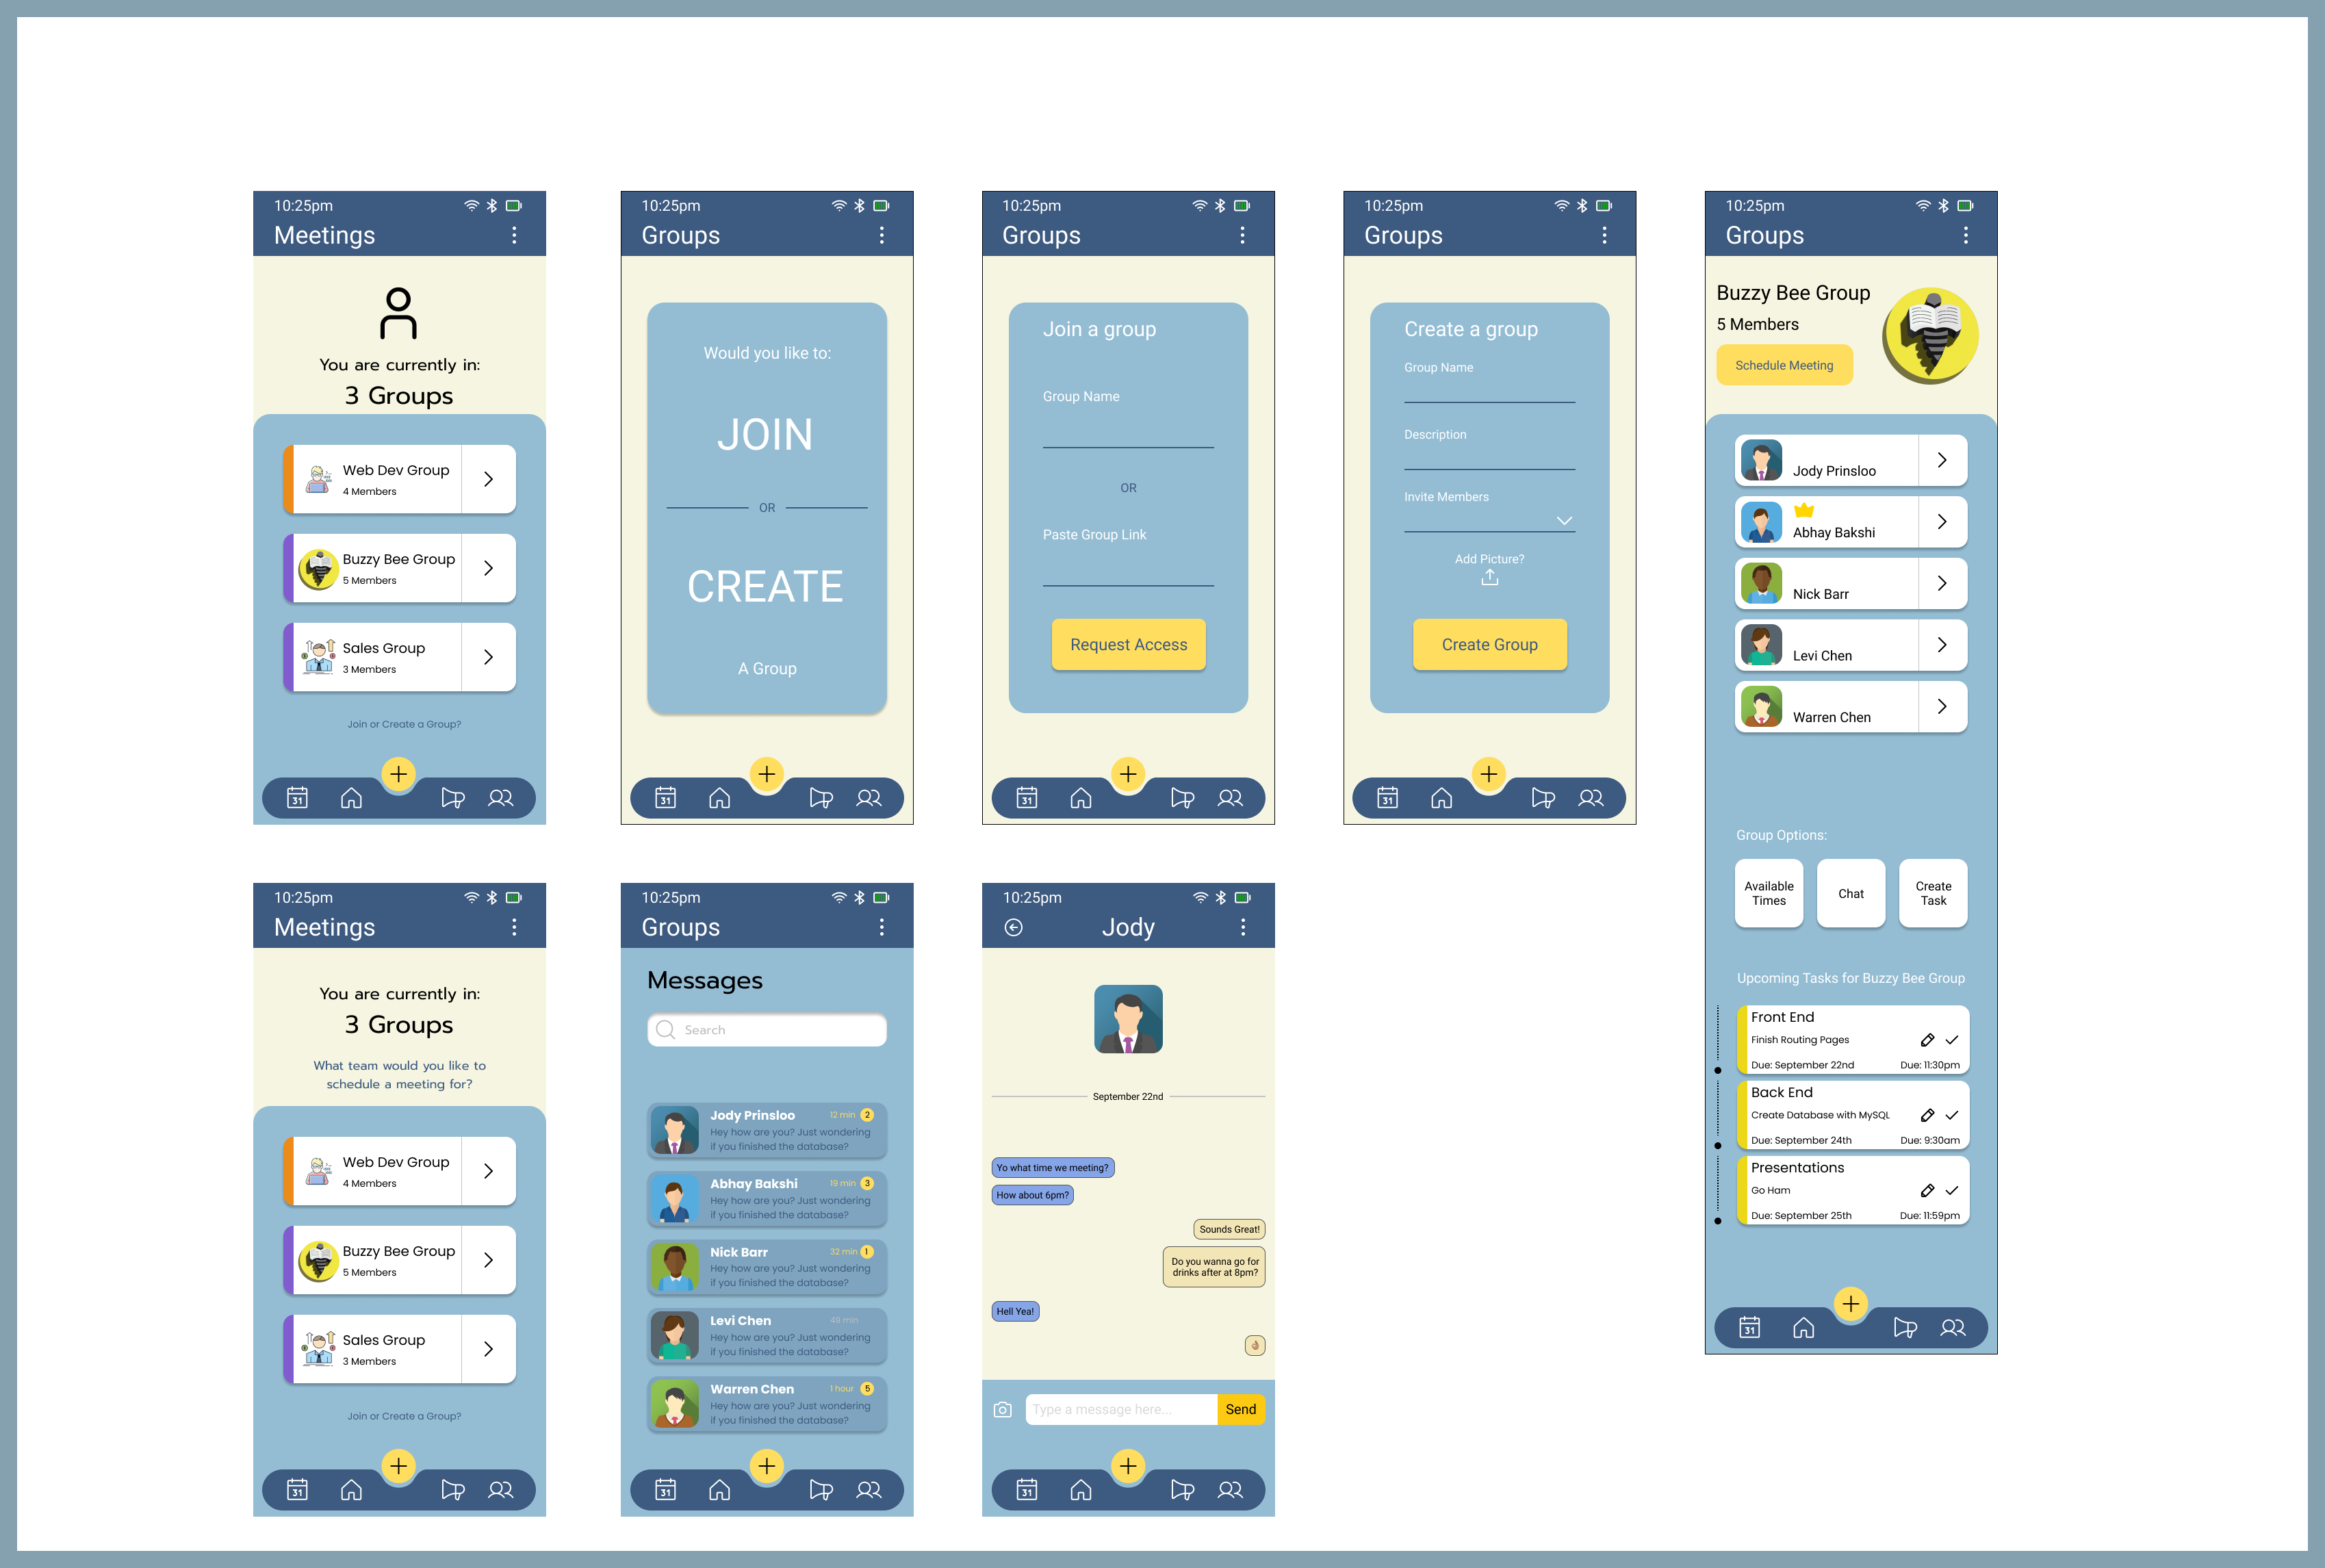 10:25pm
Meetings
You are currently in:
3 Groups
Web Dev Group
4 Members
Buzzy Bee Group
5 Members
Sales Group
3 Members
Join or Create a Group?
31
10:25pm
Groups
Would you like to:
JOIN
OR
CREATE
A Group
31
10:25pm
Groups
Join a group
Group Name
OR
Paste Group Link
Request Access
31
10:25pm
Groups
Create a group
Group Name
Description
Invite Members
Add Picture?
Create Group
31
10:25pm
Groups
Buzzy Bee Group
5 Members
Schedule Meeting
Jody Prinsloo
Abhay Bakshi
Nick Barr
Levi Chen
Warren Chen
Group Options:
Available
Times
Chat
Create
Task
Upcoming Tasks for Buzzy Bee Group
Front End
Finish Routing Pages
Due: September 22nd Due: 11:30pm
Back End
Create Database with MySQL
Due: September 24th Due: 9:30am
Presentations
Go Ham
Due: September 25th Due: 11:59pm
31
10:25pm
Meetings
You are currently in:
3 Groups
What team would you like to
schedule a meeting for?
Web Dev Group
4 Members
Buzzy Bee Group
5 Members
Sales Group
3 Members
Join or Create a Group?
31
10:25pm
Groups
Messages
Search
Jody Prinsloo 12 min 2
Hey how are you? Just wondering
if you finished the database?
Abhay Bakshi 19 min 3
Hey how are you? Just wondering
if you finished the database?
Nick Barr 32 min 1
Hey how are you? Just wondering
if you finished the database?
Levi Chen 49 min
Hey how are you? Just wondering
if you finished the database?
Warren Chen 1 hour 5
Hey how are you? Just wondering
if you finished the database?
31
10:25pm
Jody
September 22nd
Yo what time we meeting?
How about 6pm?
Sounds Great!
Do you wanna go for
drinks after at 8pm?
Hell Yea!
👌🏽
Type a message here... Send
31